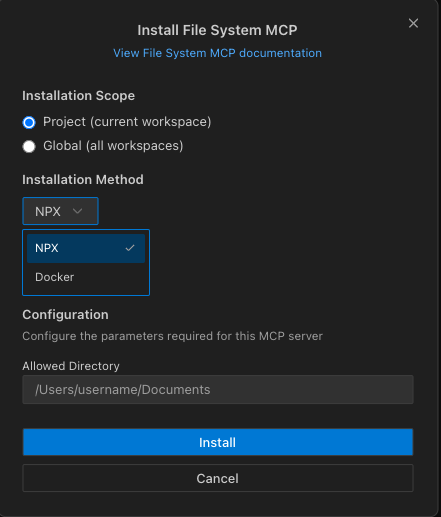 Install File System MCP
View File System MCP documentation
Installation Scope
Project (current workspace)
Global (all workspaces)
Installation Method
NPX
NPX
Docker
Configuration
Configure the parameters required for this MCP server
Allowed Directory
/Users/username/Documents
Install
Cancel